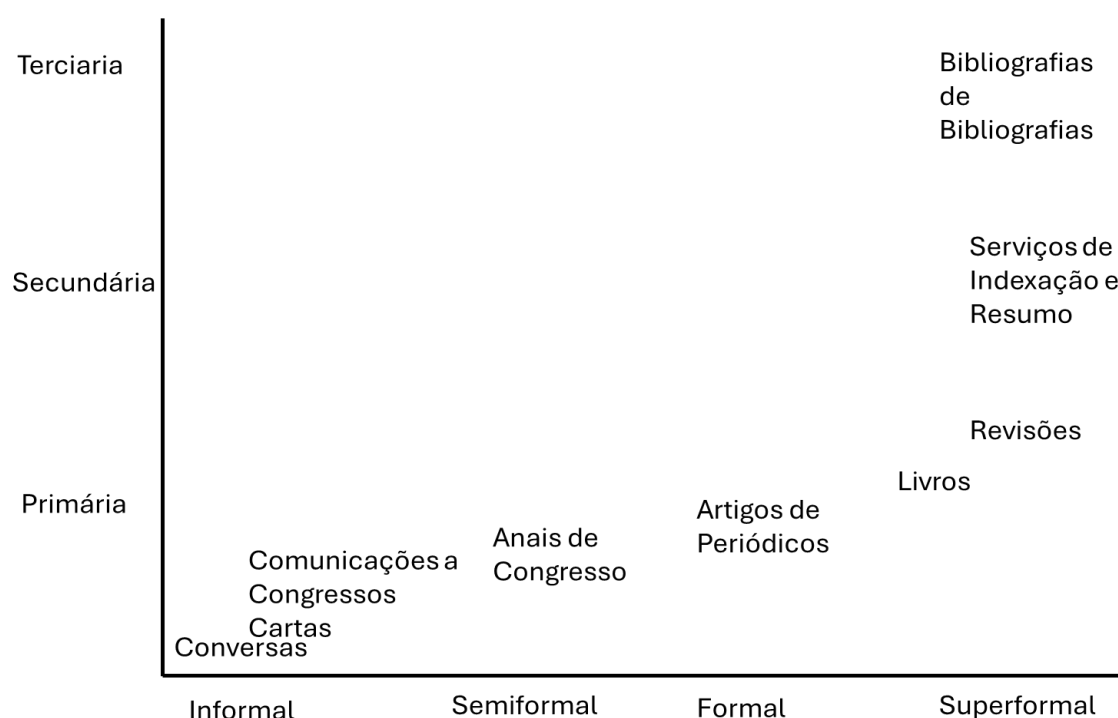 Terciaria
Bibliografias
de
Bibliografias
Secundária
Serviços de
Indexação e
Resumo
Revisões
Livros
Primária
Artigos de
Periódicos
Anais de
Congresso
Comunicações a
Congressos
Cartas
Conversas
Informal
Semiformal
Formal
Superformal